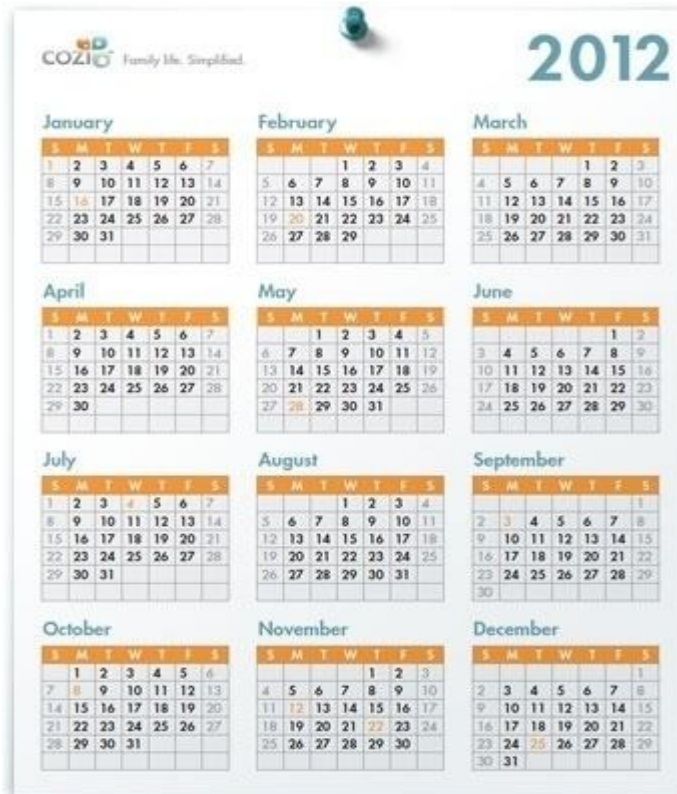 COZI Family life. Simplified.
2012
January
S M T W T F S
1 2 3 4 5 6 7
8 9 10 11 12 13 14
15 16 17 18 19 20 21
22 23 24 25 26 27 28
29 30 31
February
S M T W T F S
1 2 3 4
5 6 7 8 9 10 11
12 13 14 15 16 17 18
19 20 21 22 23 24 25
26 27 28 29
March
S M T W T F S
1 2 3
4 5 6 7 8 9 10
11 12 13 14 15 16 17
18 19 20 21 22 23 24
25 26 27 28 29 30 31
April
S M T W T F S
1 2 3 4 5 6 7
8 9 10 11 12 13 14
15 16 17 18 19 20 21
22 23 24 25 26 27 28
29 30
May
S M T W T F S
1 2 3 4 5
6 7 8 9 10 11 12
13 14 15 16 17 18 19
20 21 22 23 24 25 26
27 28 29 30 31
June
S M T W T F S
1 2
3 4 5 6 7 8 9
10 11 12 13 14 15 16
17 18 19 20 21 22 23
24 25 26 27 28 29 30
July
S M T W T F S
1 2 3 4 5 6 7
8 9 10 11 12 13 14
15 16 17 18 19 20 21
22 23 24 25 26 27 28
29 30 31
August
S M T W T F S
1 2 3 4
5 6 7 8 9 10 11
12 13 14 15 16 17 18
19 20 21 22 23 24 25
26 27 28 29 30 31
September
S M T W T F S
1
2 3 4 5 6 7 8
9 10 11 12 13 14 15
16 17 18 19 20 21 22
23 24 25 26 27 28 29
30
October
S M T W T F S
1 2 3 4 5 6
7 8 9 10 11 12 13
14 15 16 17 18 19 20
21 22 23 24 25 26 27
28 29 30 31
November
S M T W T F S
1 2 3
4 5 6 7 8 9 10
11 12 13 14 15 16 17
18 19 20 21 22 23 24
25 26 27 28 29 30
December
S M T W T F S
1
2 3 4 5 6 7 8
9 10 11 12 13 14 15
16 17 18 19 20 21 22
23 24 25 26 27 28 29
30 31